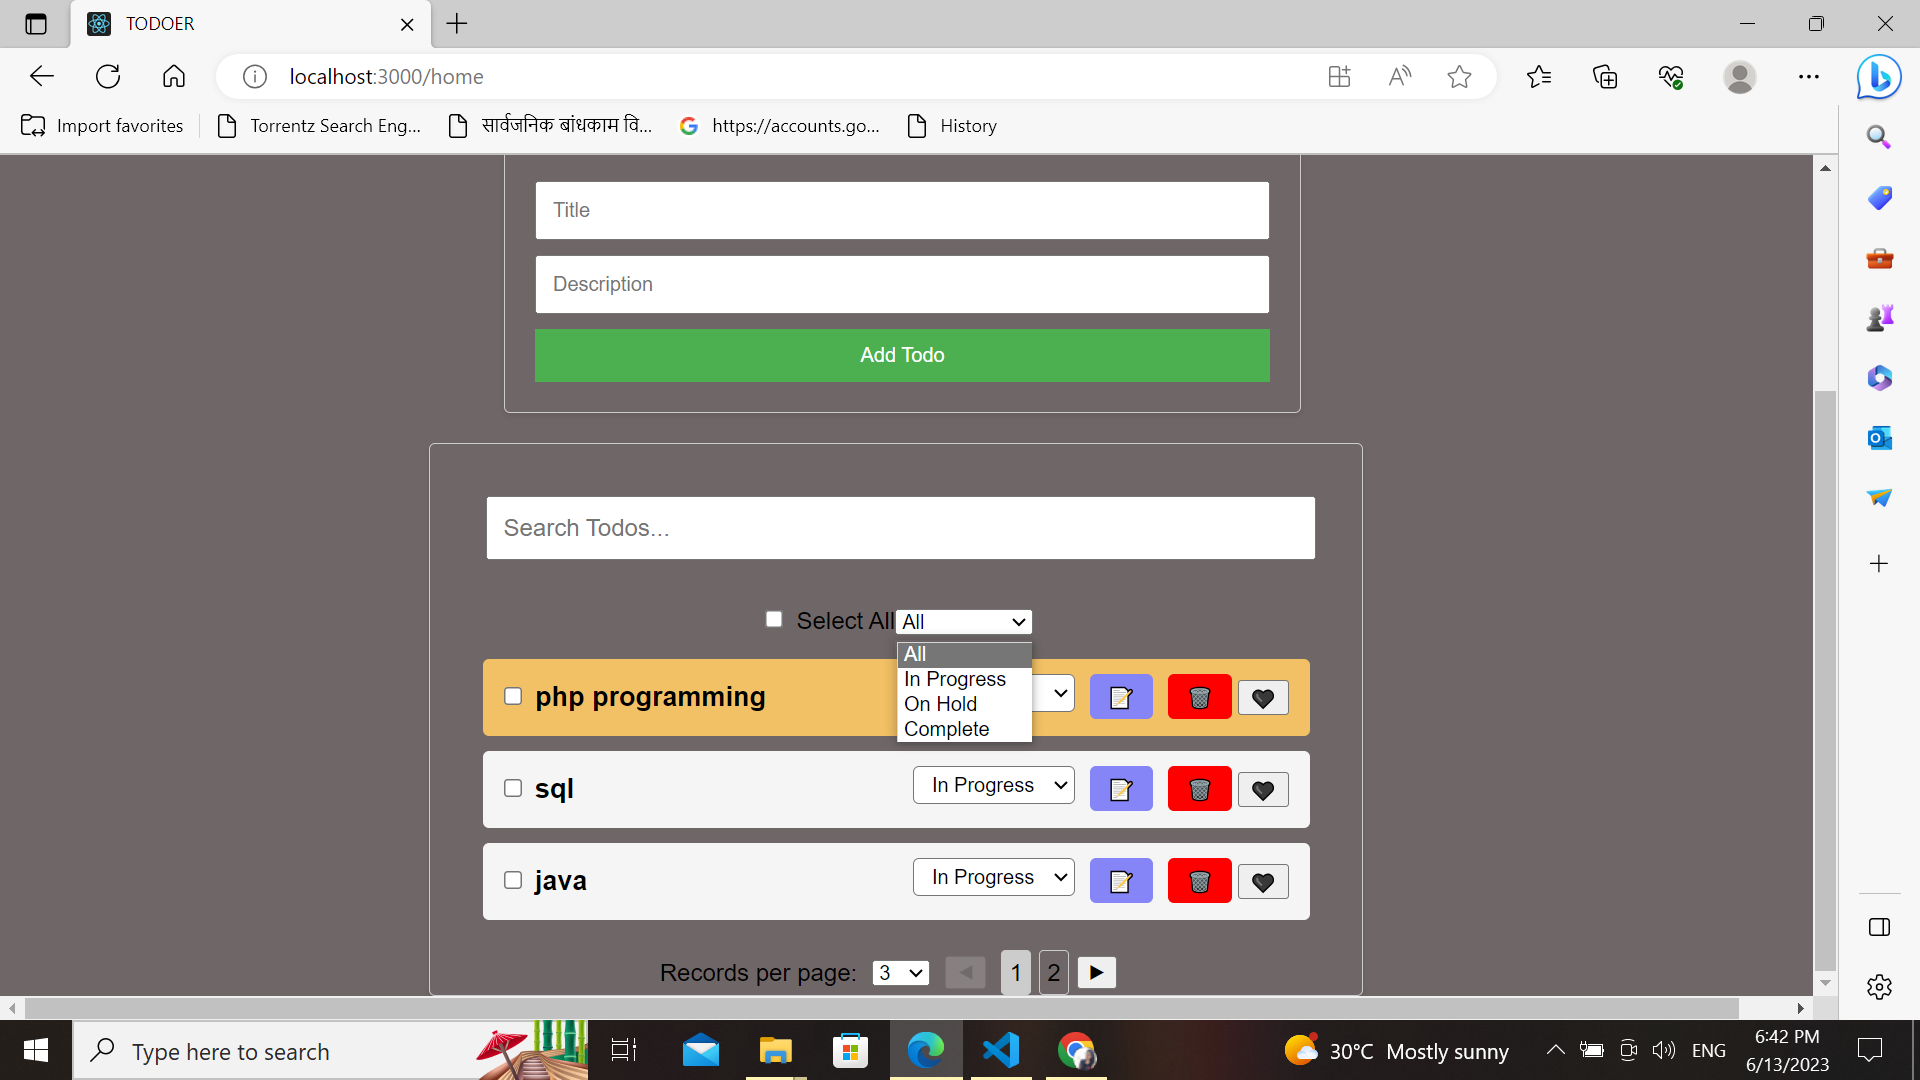 TODOER
localhost:3000/home
Import favorites
Torrentz Search Eng...
सार्वजनिक बांधकाम वि...
https://accounts.go...
History
Title
Description
Add Todo
Search Todos...
Select All
All
All
In Progress
On Hold
Complete
php programming
sql
In Progress
java
In Progress
Records per page:
3
1
2
Type here to search
30°C Mostly sunny
ENG
6:42 PM
6/13/2023